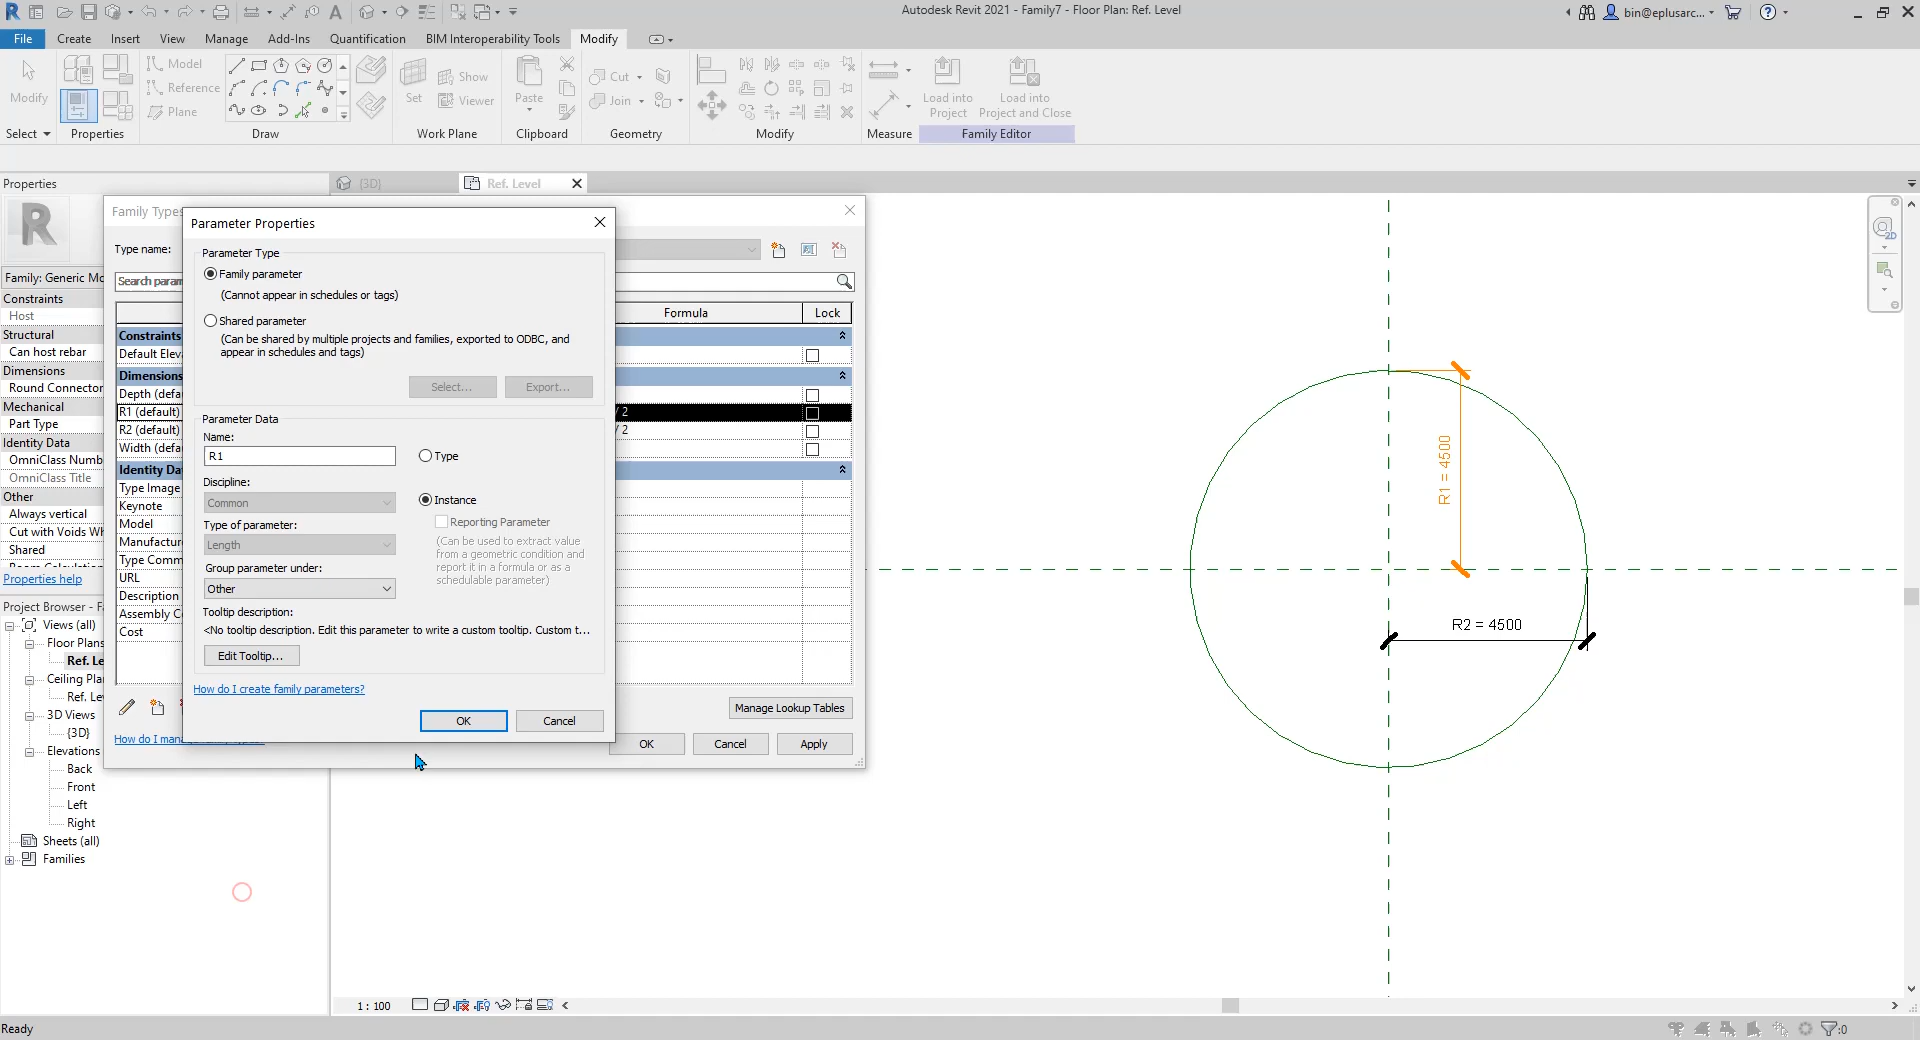 Autodesk Revit 2021 - Family7 - Floor Plan: Ref. Level
bin@eplusarc...
File
Create
Insert
View
Manage
Add-Ins
Quantification
BIM Interoperability Tools
Modify
Modify
Select
Properties
Model
Reference
Plane
Draw
Set
Show
Viewer
Work Plane
Paste
Clipboard
Cut
Join
Geometry
Modify
Measure
Load into
Project
Load into
Project and Close
Family Editor
Properties
{3D}
Ref. Level
Family: Generic Mo
Constraints
Host
Structural
Can host rebar
Dimensions
Round Connector
Mechanical
Part Type
Identity Data
OmniClass Numb
OmniClass Title
Other
Always vertical
Cut with Voids Wh
Shared
Properties help
Project Browser - Fa
Views (all)
Floor Plans
Ref. Le
Ceiling Pla
Ref. Lev
3D Views
{3D}
Elevations
Back
Front
Left
Right
Sheets (all)
Families
Family Types
Type name:
Search param
Formula
Lock
Constraints
Default Elev
Dimensions
Depth (defa
R1 (default)
/ 2
R2 (default)
/ 2
Width (defa
Identity Da
Type Image
Keynote
Model
Manufactur
Type Comm
URL
Description
Assembly Co
Cost
Manage Lookup Tables
OK
Cancel
Apply
Parameter Properties
Parameter Type
Family parameter
(Cannot appear in schedules or tags)
Shared parameter
(Can be shared by multiple projects and families, exported to ODBC, and
appear in schedules and tags)
Select...
Export...
Parameter Data
Name:
R1
Type
Discipline:
Common
Instance
Type of parameter:
Reporting Parameter
Length
(Can be used to extract value
from a geometric condition and
report it in a formula or as a
schedulable parameter)
Group parameter under:
Other
Tooltip description:
<No tooltip description. Edit this parameter to write a custom tooltip. Custom t...
Edit Tooltip...
How do I create family parameters?
OK
Cancel
R1 = 4500
R2 = 4500
1 : 100
Ready
:0